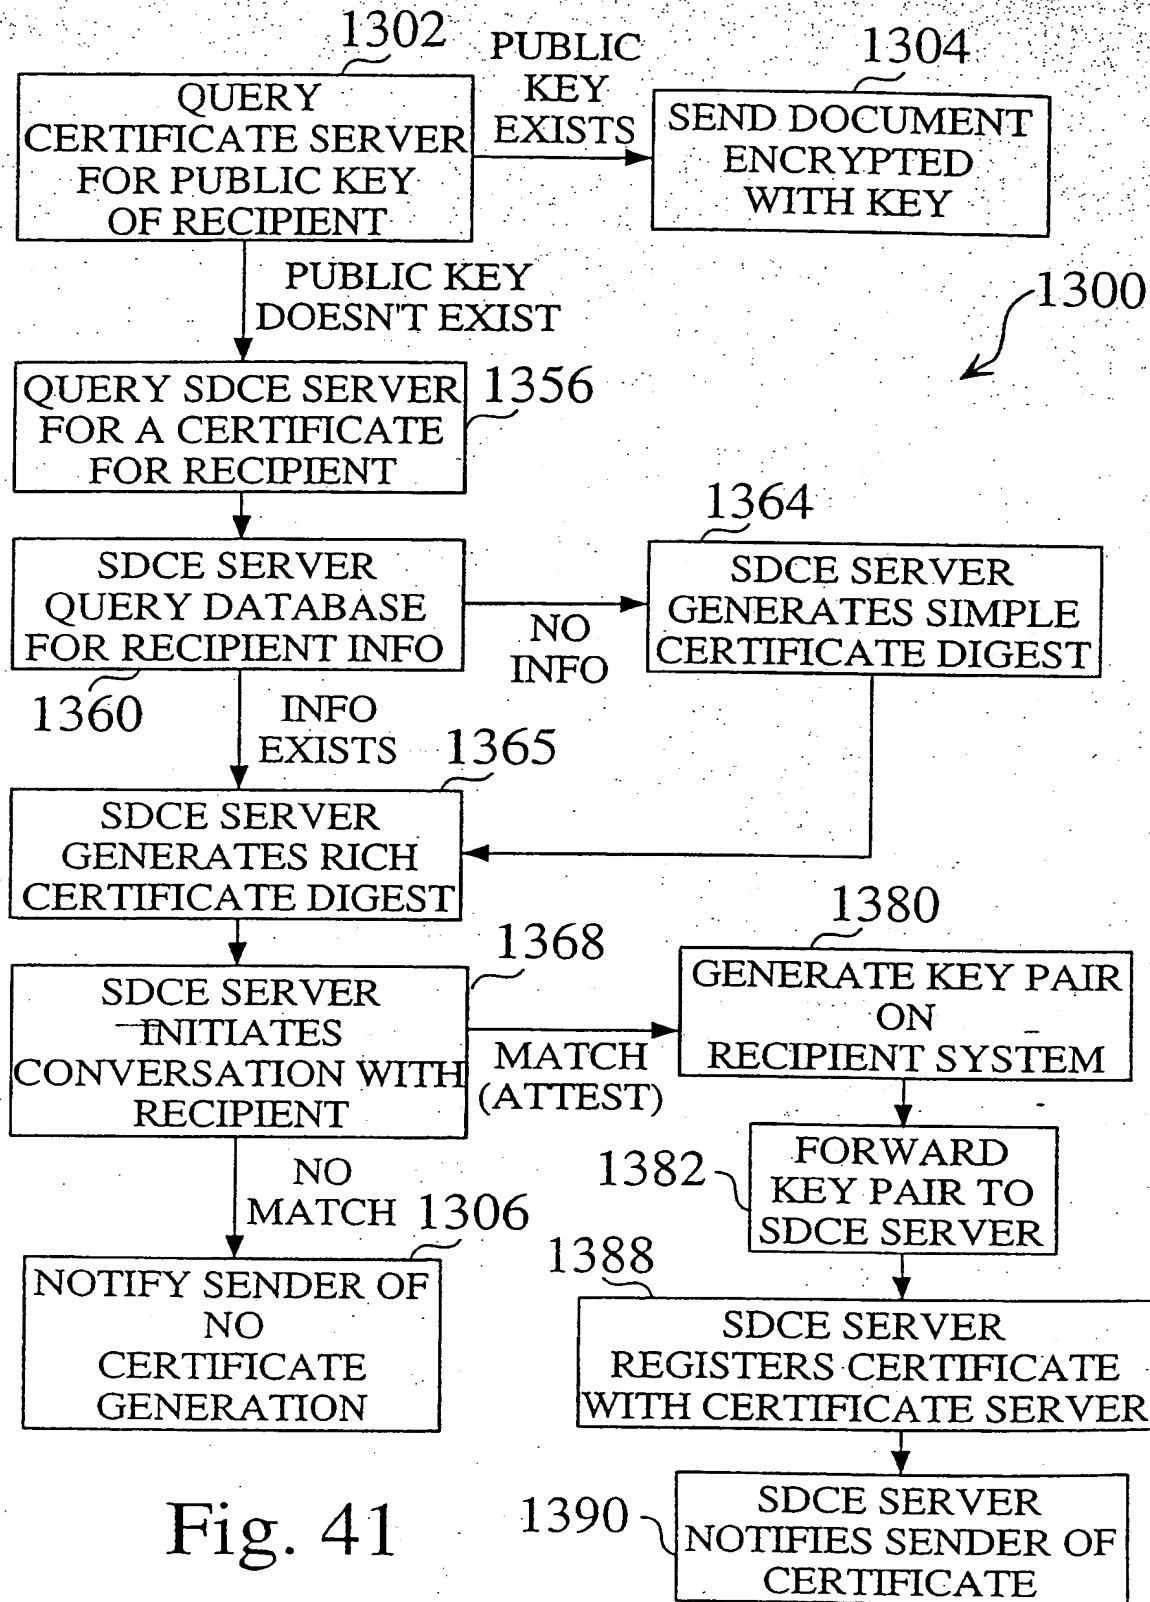 1302
QUERY
CERTIFICATE SERVER
FOR PUBLIC KEY
OF RECIPIENT
PUBLIC
KEY
EXISTS
1304
SEND DOCUMENT
ENCRYPTED
WITH KEY
PUBLIC KEY
DOESN'T EXIST
1300
QUERY SDCE SERVER
FOR A CERTIFICATE
FOR RECIPIENT
1356
SDCE SERVER
QUERY DATABASE
FOR RECIPIENT INFO
1360
NO
INFO
1364
SDCE SERVER
GENERATES SIMPLE
CERTIFICATE DIGEST
INFO
EXISTS
1365
SDCE SERVER
GENERATES RICH
CERTIFICATE DIGEST
1368
SDCE SERVER
INITIATES
CONVERSATION WITH
RECIPIENT
MATCH
(ATTEST)
1380
GENERATE KEY PAIR
ON
RECIPIENT SYSTEM
1382
FORWARD
KEY PAIR TO
SDCE SERVER
NO
MATCH
1306
NOTIFY SENDER OF
NO
CERTIFICATE
GENERATION
1388
SDCE SERVER
REGISTERS CERTIFICATE
WITH CERTIFICATE SERVER
1390
SDCE SERVER
NOTIFIES SENDER OF
CERTIFICATE
Fig. 41